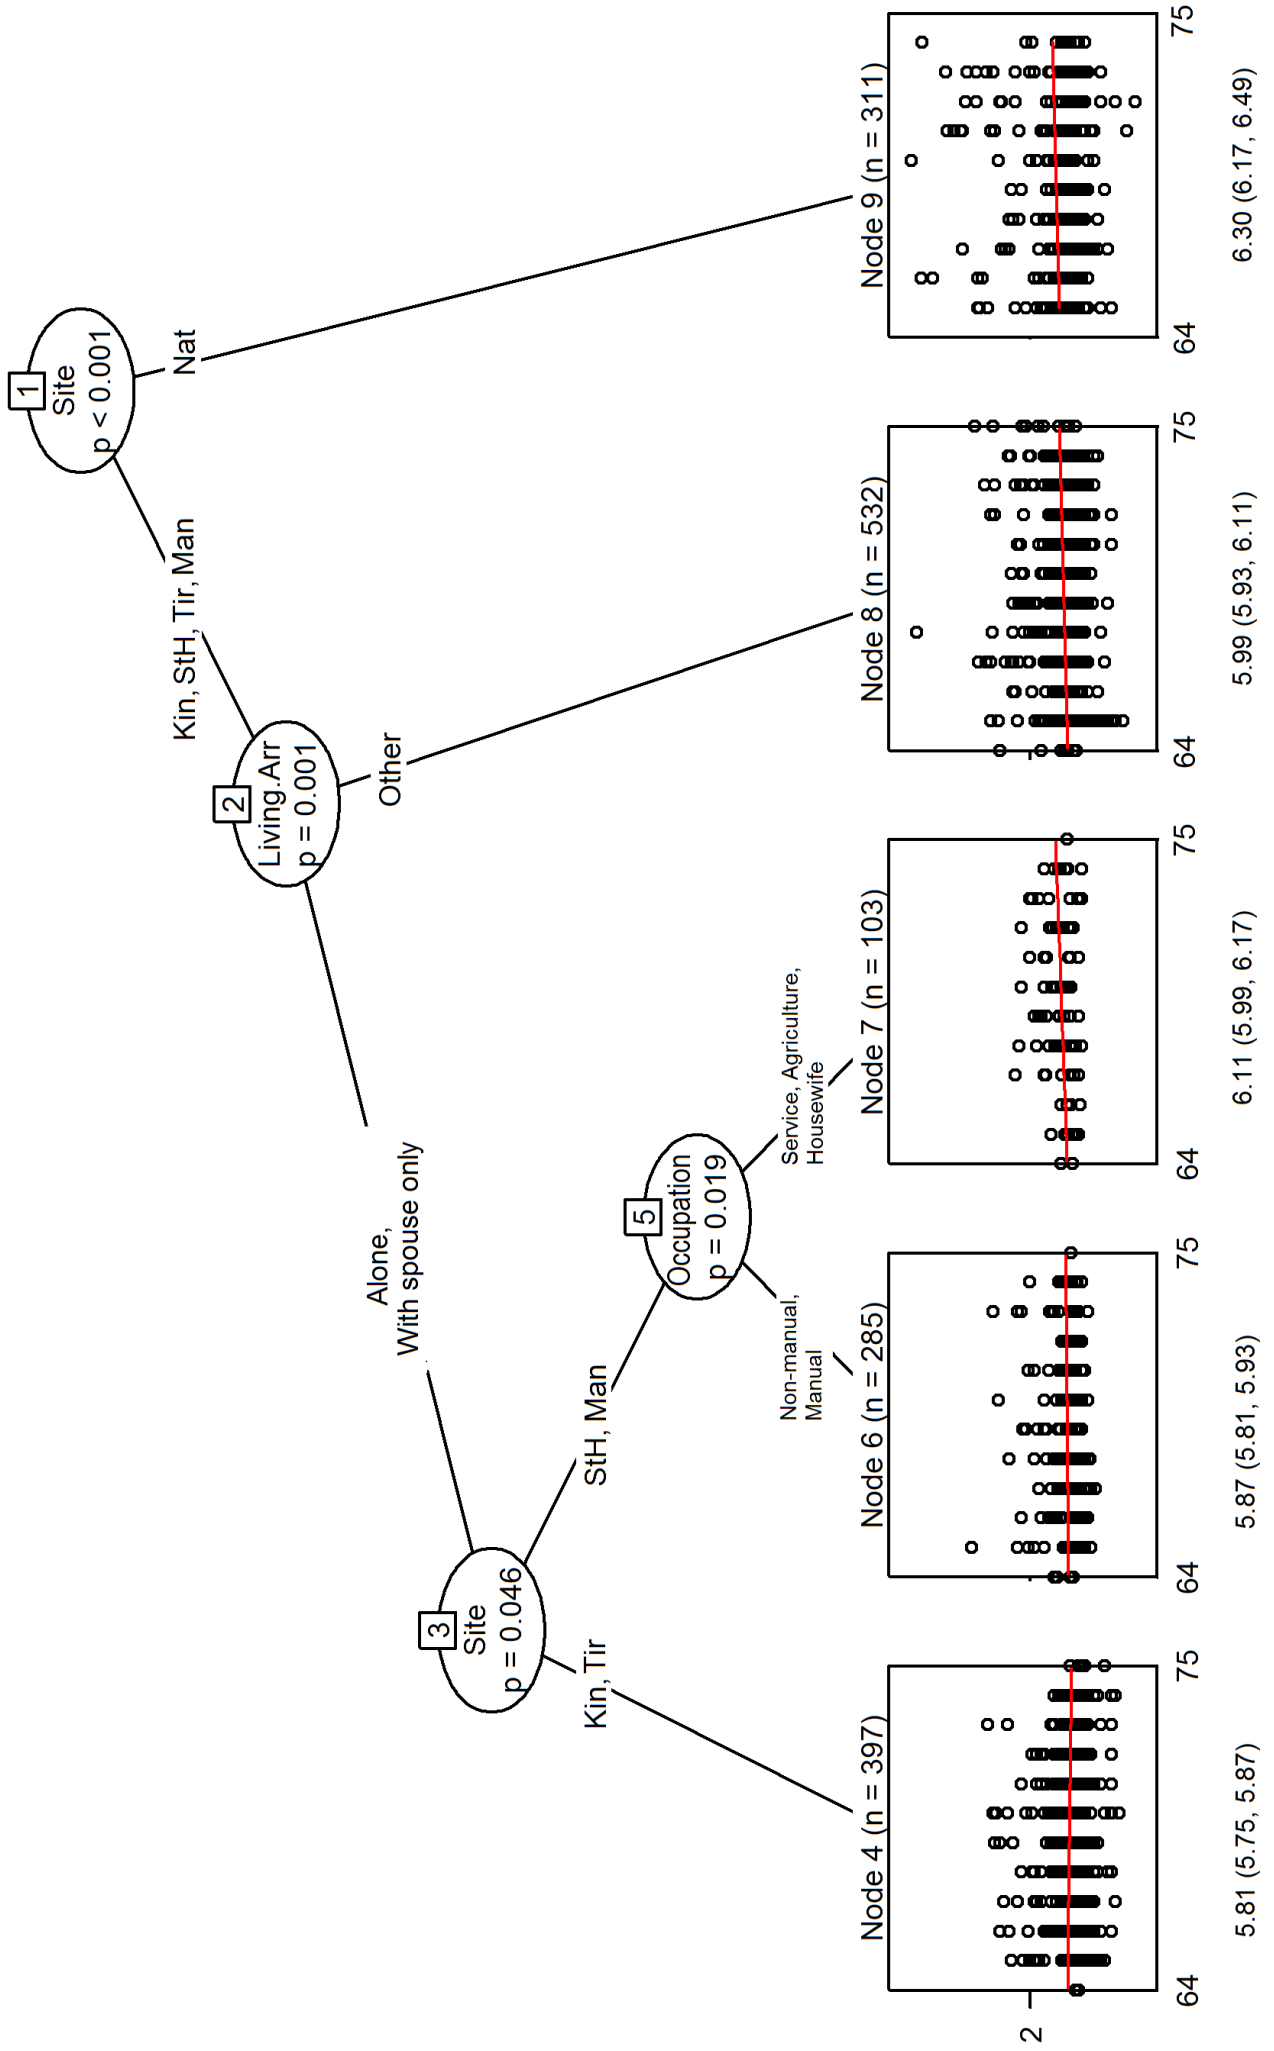 1
Site
p < 0.001
Kin, StH, Tir, Man
Nat
2
Living.Arr
p = 0.001
Alone,
With spouse only
Other
3
Site
p = 0.046
Kin, Tir
StH, Man
5
Occupation
p = 0.019
Non-manual,
Manual
Service, Agriculture,
Housewife
Node 4 (n = 397)
Node 6 (n = 285)
Node 7 (n = 103)
Node 8 (n = 532)
Node 9 (n = 311)
2
64
75
64
75
64
75
64
75
64
75
5.81 (5.75, 5.87)
5.87 (5.81, 5.93)
6.11 (5.99, 6.17)
5.99 (5.93, 6.11)
6.30 (6.17, 6.49)